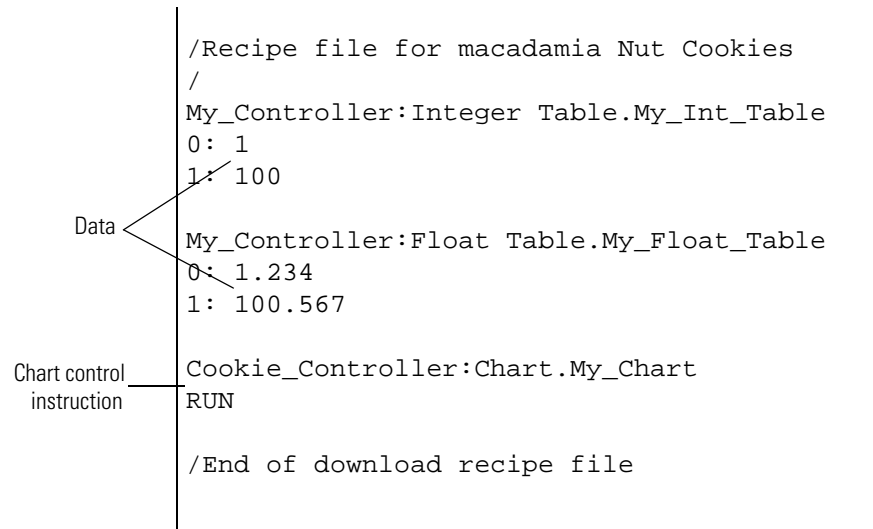 /Recipe file for macadamia Nut Cookies
/
My_Controller:Integer Table.My_Int_Table
0: 1
1: 100
Data
My_Controller:Float Table.My_Float_Table
0: 1.234
1: 100.567
Chart control
instruction
Cookie_Controller:Chart.My_Chart
RUN
/End of download recipe file